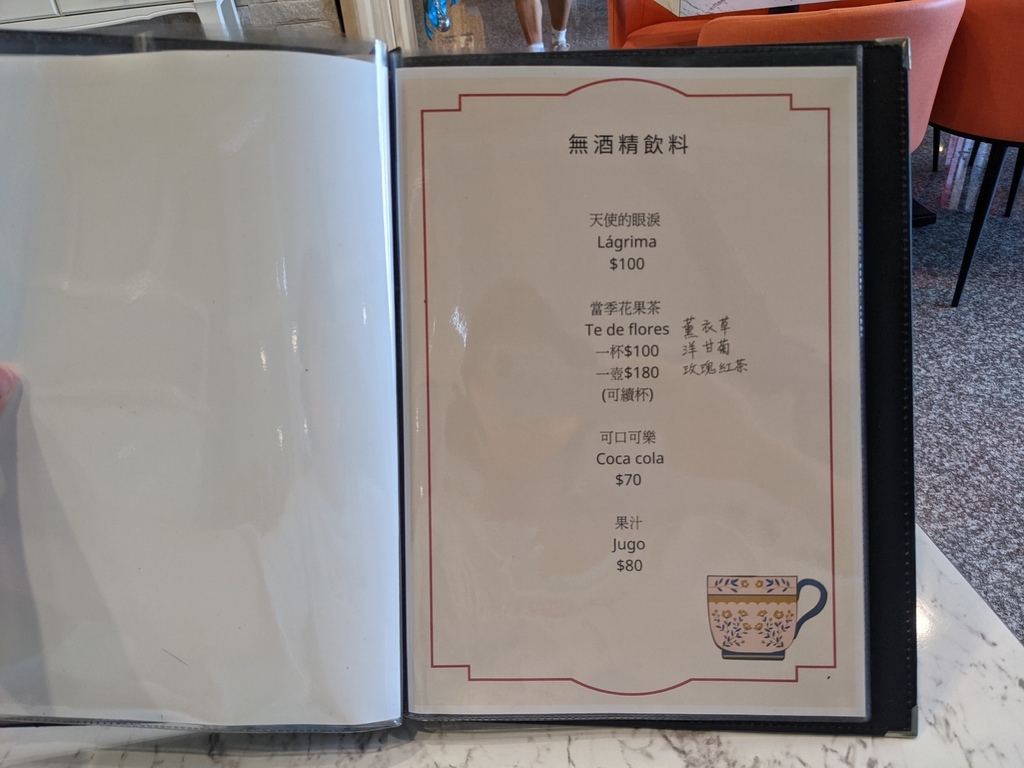 無酒精飲料
天使的眼淚
Lágrima
$100
當季花果茶
Te de flores 薰衣草
一杯$100 洋甘菊
一壺$180 玫瑰紅茶
(可續杯)
可口可樂
Coca cola
$70
果汁
Jugo
$80